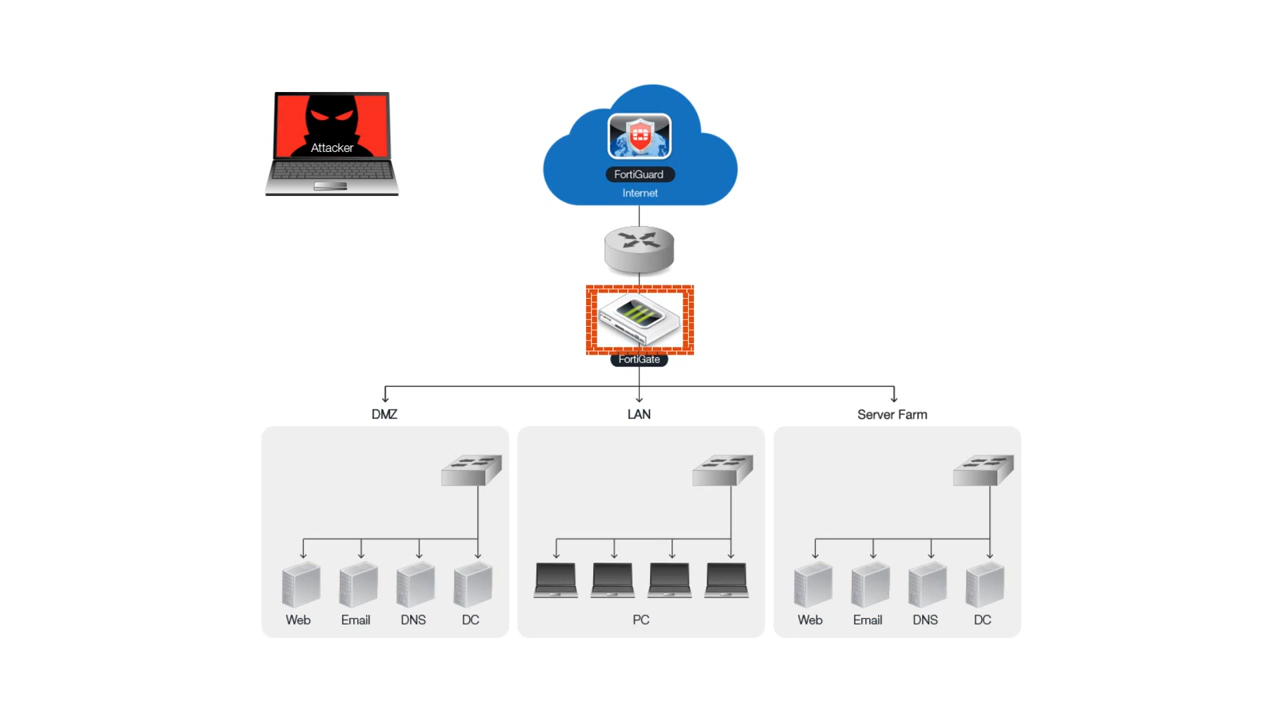 Attacker
FortiGuard
Internet
FortiGate
DMZ
LAN
Server Farm
Web
Email
DNS
DC
PC
Web
Email
DNS
DC